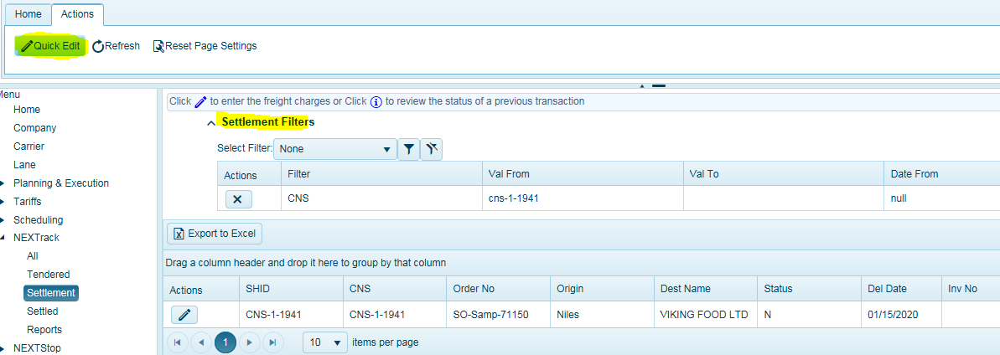 Home Actions
Quick Edit Refresh Reset Page Settings
Menu
Home
Company
Carrier
Lane
Planning & Execution
Tariffs
Scheduling
NEXTrack
All
Tendered
Settlement
Settled
Reports
NEXTStop
Click to enter the freight charges or Click to review the status of a previous transaction
Settlement Filters
Select Filter: None
Actions Filter Val From Val To Date From
CNS cns-1-1941 null
Export to Excel
Drag a column header and drop it here to group by that column
Actions SHID CNS Order No Origin Dest Name Status Del Date Inv No
CNS-1-1941 CNS-1-1941 SO-Samp-71150 Niles VIKING FOOD LTD N 01/15/2020
1 10 items per page